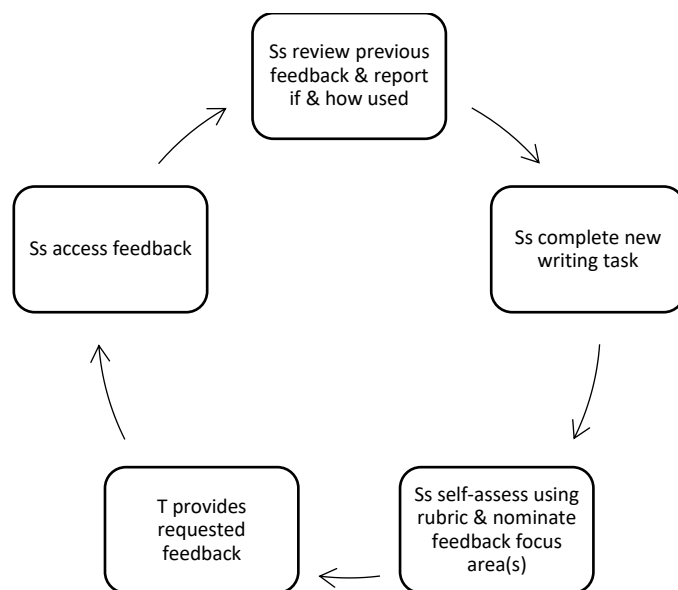 Ss review previous
feedback & report
if & how used
Ss complete new
writing task
Ss self-assess using
rubric & nominate
feedback focus
area(s)
T provides
requested
feedback
Ss access feedback